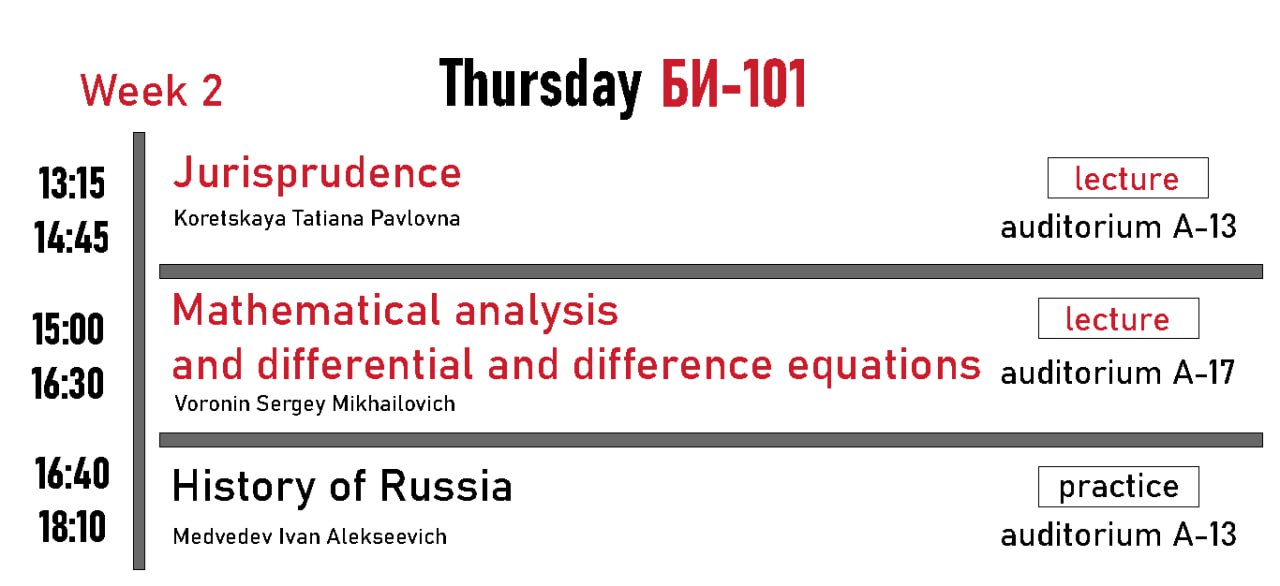 Week 2
Thursday БИ-101
13:15
14:45
Jurisprudence
Koretskaya Tatiana Pavlovna
lecture
auditorium A-13
15:00
16:30
Mathematical analysis
and differential and difference equations
Voronin Sergey Mikhailovich
lecture
auditorium A-17
16:40
18:10
History of Russia
Medvedev Ivan Alekseevich
practice
auditorium A-13